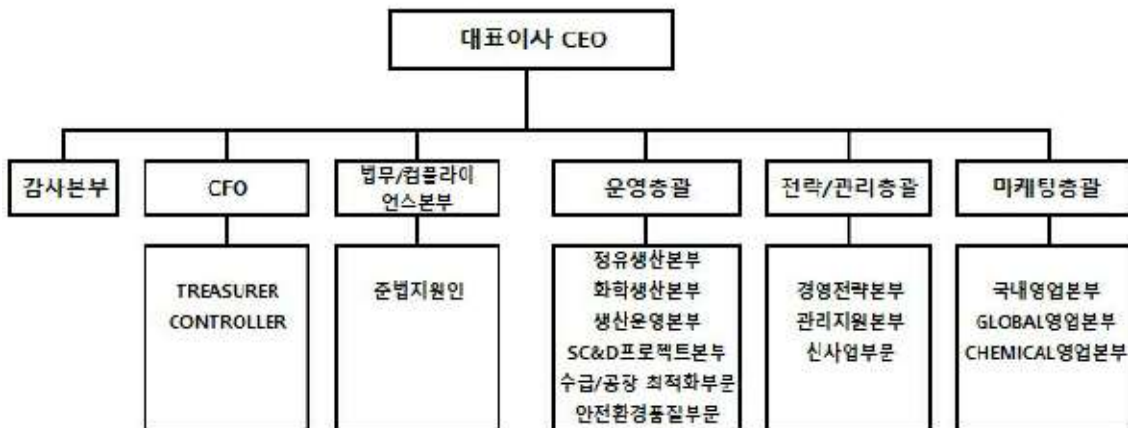 대표이사 CEO
감사본부
CFO
법무/컴플라이
언스본부
운영총괄
전략/관리총괄
마케팅총괄
TREASURER
CONTROLLER
준법지원인
정유생산본부
화학생산본부
생산운영본부
SC&D프로젝트본부
수급/공장 최적화부문
안전환경품질부문
경영전략본부
관리지원본부
신사업부문
국내영업본부
GLOBAL영업본부
CHEMICAL영업본부